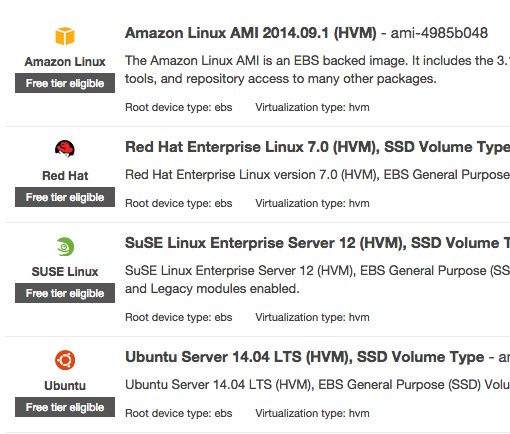 Amazon Linux AMI 2014.09.1 (HVM) - ami-4985b048
Amazon Linux
Free tier eligible
The Amazon Linux AMI is an EBS backed image. It includes the 3.
tools, and repository access to many other packages.
Root device type: ebs Virtualization type: hvm
Red Hat Enterprise Linux 7.0 (HVM), SSD Volume Type
Red Hat
Free tier eligible
Red Hat Enterprise Linux version 7.0 (HVM), EBS General Purpose
Root device type: ebs Virtualization type: hvm
SuSE Linux Enterprise Server 12 (HVM), SSD Volume T
SUSE Linux
Free tier eligible
SuSE Linux Enterprise Server 12 (HVM), EBS General Purpose (SS
and Legacy modules enabled.
Root device type: ebs Virtualization type: hvm
Ubuntu Server 14.04 LTS (HVM), SSD Volume Type - ar
Ubuntu
Free tier eligible
Ubuntu Server 14.04 LTS (HVM), EBS General Purpose (SSD) Volu
Root device type: ebs Virtualization type: hvm